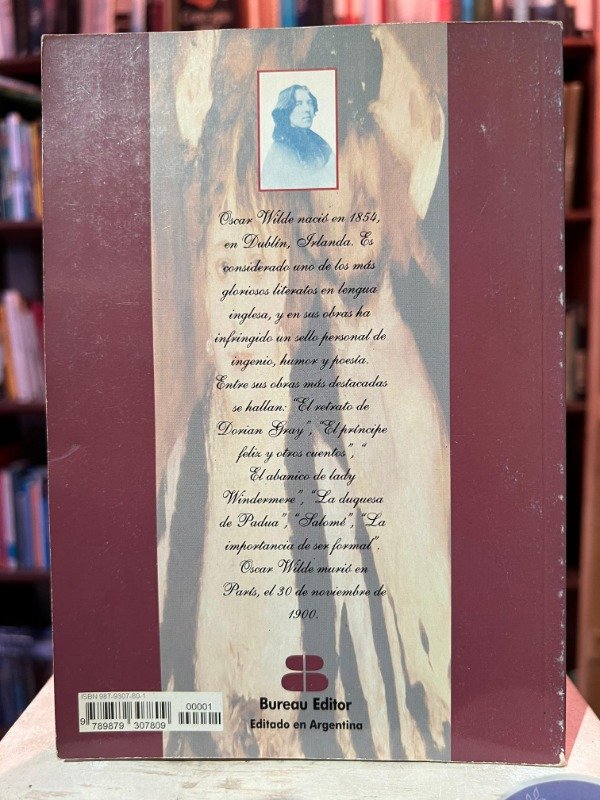 Oscar Wilde nació en 1854,
en Dublín, Irlanda. Es
considerado uno de los más
gloriosos literatos en lengua
inglesa, y en sus obras ha
infringido un sello personal de
ingenio, humor y poesía.
Entre sus obras más destacadas
se hallan: "El retrato de
Dorian Gray", "El príncipe
feliz y otros cuentos", "
El abanico de lady
Windermere", "La duquesa
de Padua", "Salomé", "La
importancia de ser formal".
Oscar Wilde murió en
París, el 30 de noviembre de
1900.
Bureau Editor
Editado en Argentina
ISBN 987-9307-80-1
00001
9 789879 307809